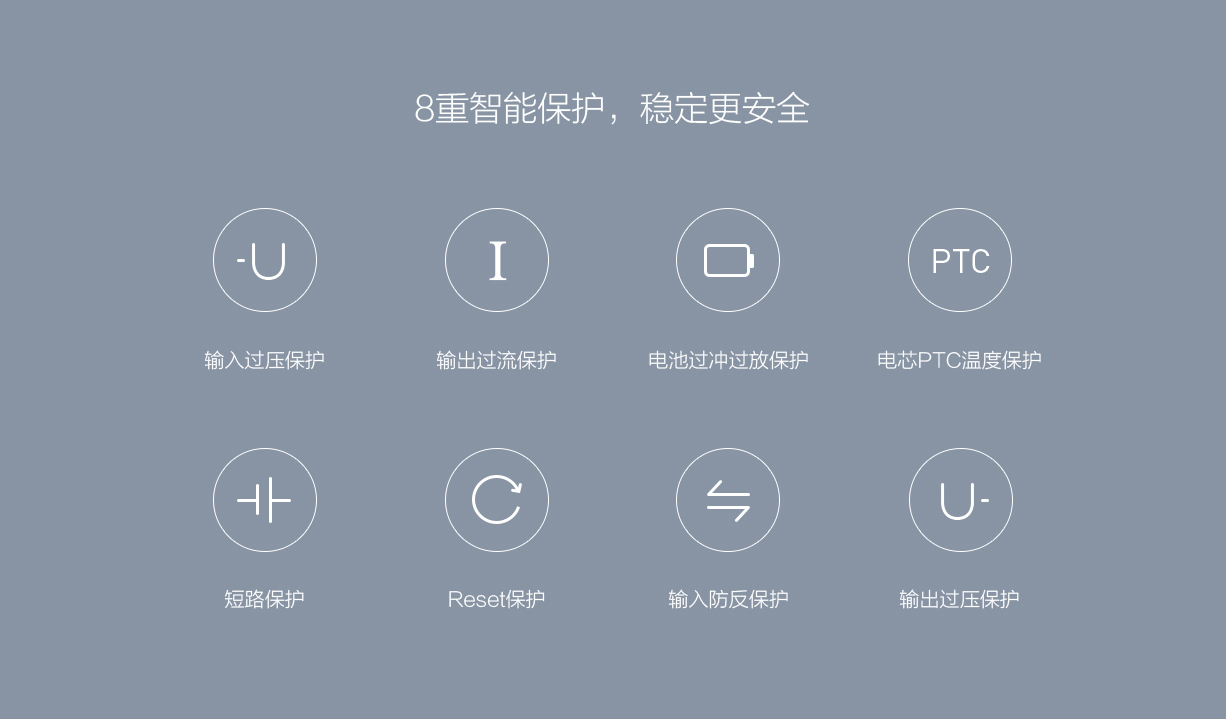 8重智能保护，稳定更安全
-U
I
PTC
输入过压保护
输出过流保护
电池过冲过放保护
电芯PTC温度保护
U-
短路保护
Reset保护
输入防反保护
输出过压保护